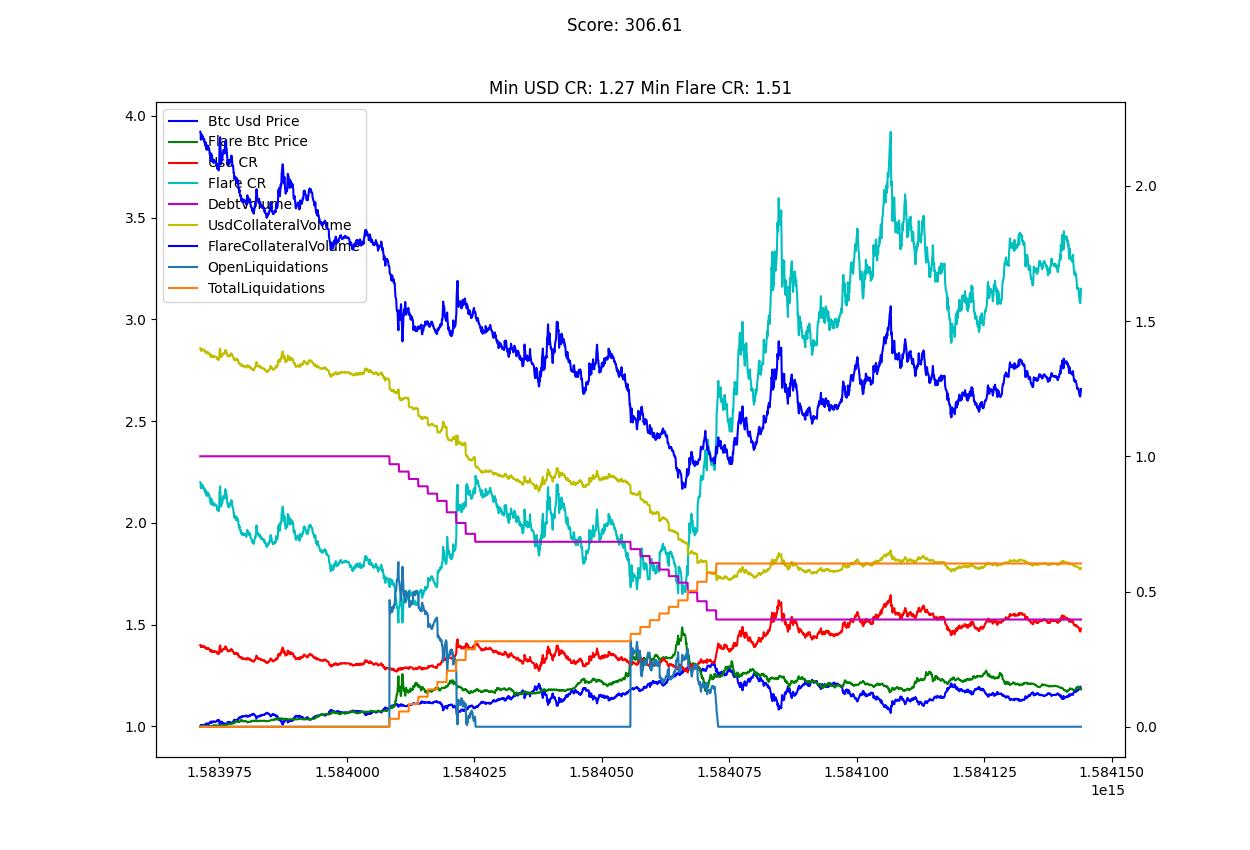 Score: 306.61
Min USD CR: 1.27 Min Flare CR: 1.51
Btc Usd Price
Flare Btc Price
Usd CR
Flare CR
DebtVolume
UsdCollateralVolume
FlareCollateralVolume
OpenLiquidations
TotalLiquidations
4.0
3.5
3.0
2.5
2.0
1.5
1.0
2.0
1.5
1.0
0.5
0.0
1.583975 1.584000 1.584025 1.584050 1.584075 1.584100 1.584125 1.584150
1e15